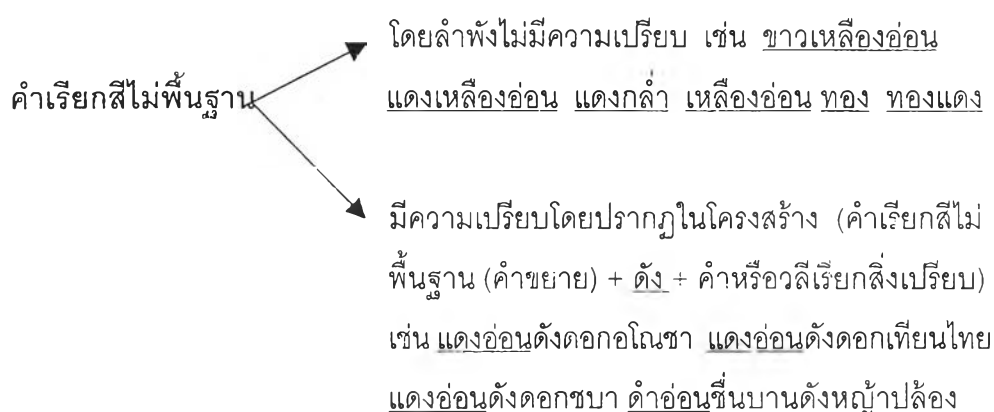 โดยลำพังไม่มีความเปรียบ เช่น ขาวเหลืองอ่อน
คำเรียกสีไม่พื้นฐาน
แดงเหลืองอ่อน แดงกล่ำ เหลืองอ่อน ทอง ทองแดง
มีความเปรียบโดยปรากฏในโครงสร้าง (คำเรียกสีไม่
พื้นฐาน (คำขยาย) + ดัง + คำหรือวลีเรียกสิ่งเปรียบ)
เช่น แดงอ่อนดังดอกอโณชา แดงอ่อนดังดอกเทียนไทย
แดงอ่อนดังดอกชบา ดำอ่อนชื่นบานดังหญ้าปล้อง